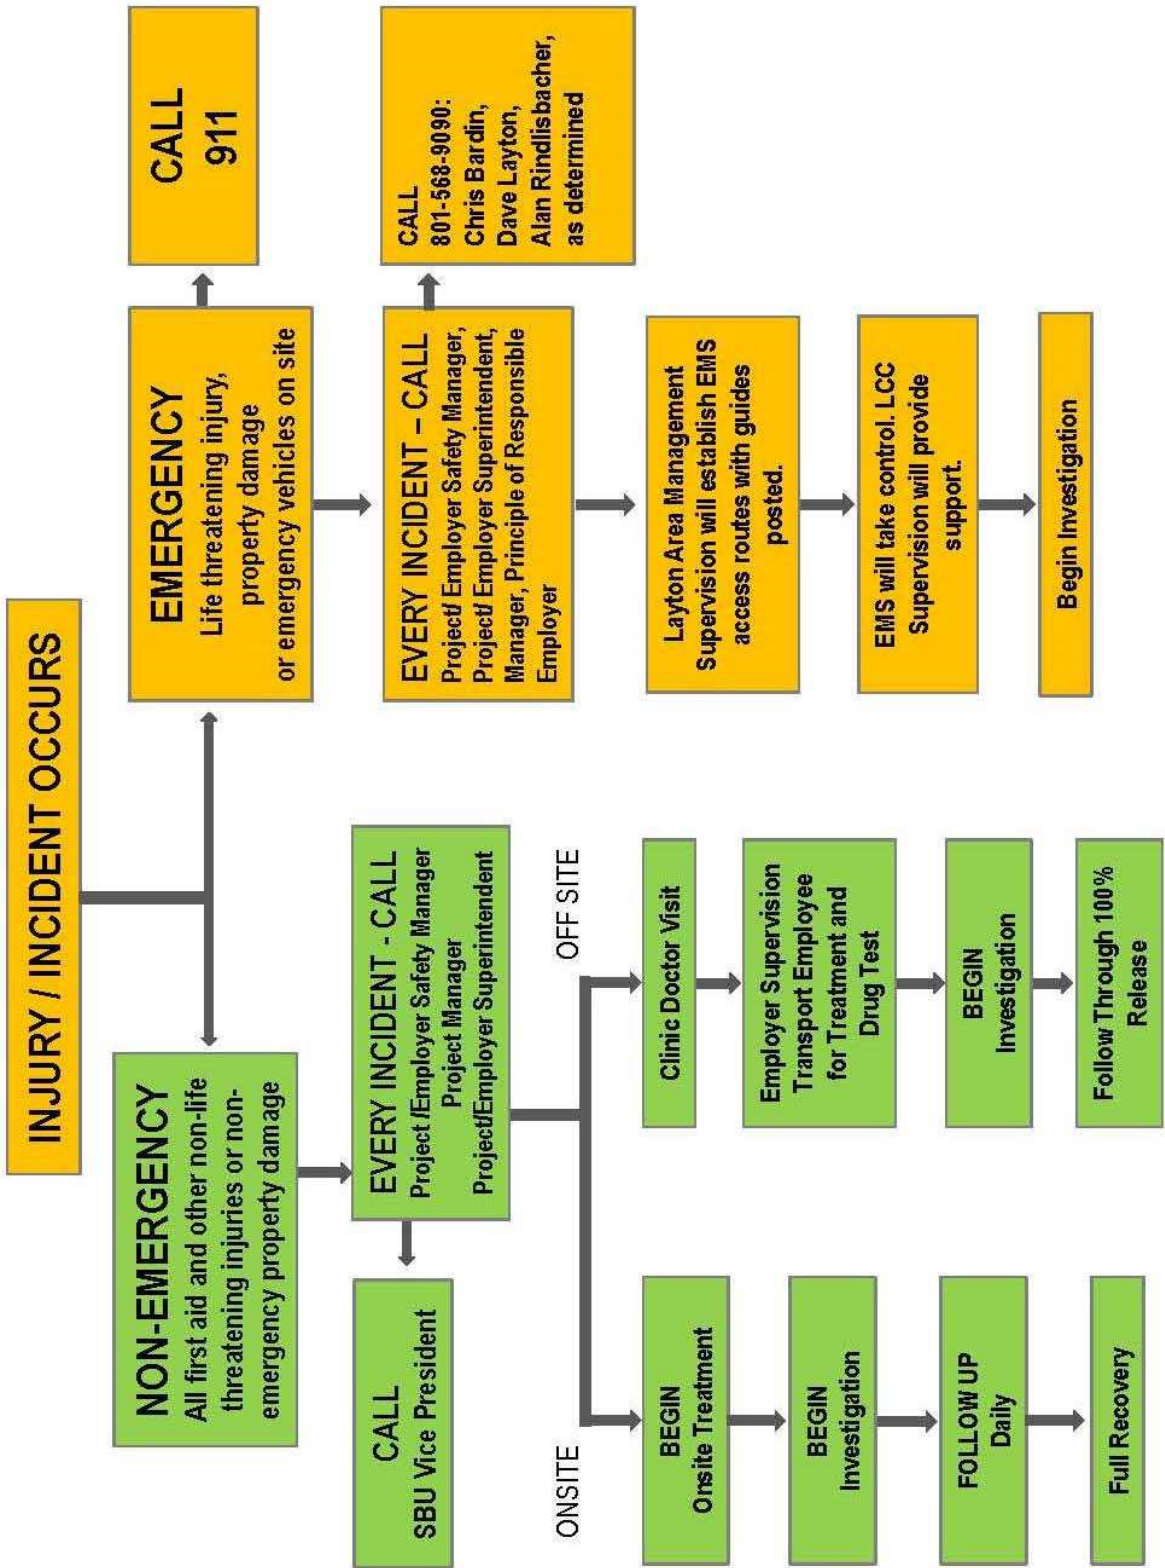 INJURY / INCIDENT OCCURS
NON-EMERGENCY
All first aid and other non-life
threatening injuries or non-
emergency property damage
EMERGENCY
Life threatening injury,
property damage
or emergency vehicles on site
CALL
911
CALL
SBU Vice President
EVERY INCIDENT - CALL
Project /Employer Safety Manager
Project Manager
Project/Employer Superintendent
EVERY INCIDENT – CALL
Project/ Employer Safety Manager,
Project/ Employer Superintendent,
Manager, Principle of Responsible
Employer
CALL
801-568-9090:
Chris Bardin,
Dave Layton,
Alan Rindlisbacher,
as determined
ONSITE
OFF SITE
BEGIN
Onsite Treatment
BEGIN
Investigation
FOLLOW UP
Daily
Full Recovery
Clinic Doctor Visit
Employer Supervision
Transport Employee
for Treatment and
Drug Test
BEGIN
Investigation
Follow Through 100%
Release
Layton Area Management
Supervision will establish EMS
access routes with guides
posted.
EMS will take control. LCC
Supervision will provide
support.
Begin Investigation